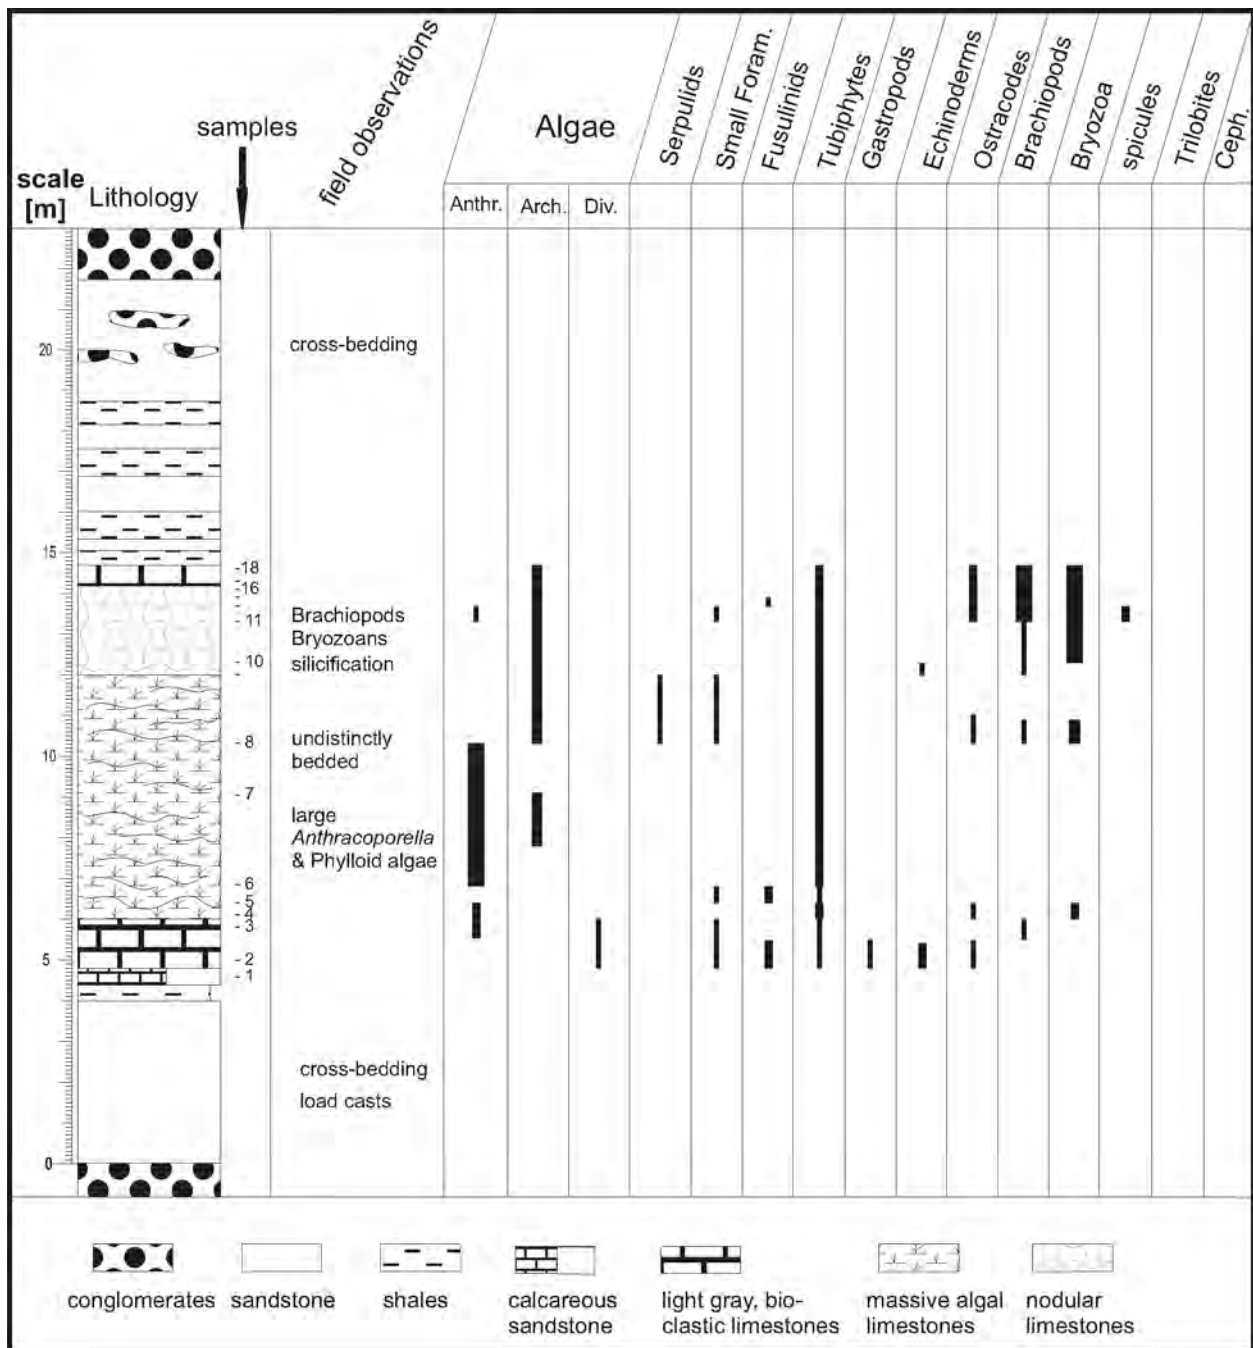 samples
field observations
Algae
Serpulids
Small Foram.
Fusulinids
Tubiphytes
Gastropods
Echinoderms
Ostracodes
Brachiopods
Bryozoa
spicules
Trilobites
Ceph.
scale
[m]
Lithology
Anthr.
Arch.
Div.
cross-bedding
20
15
-18
-16
-11
Brachiopods
Bryozoans
-10
silicification
-8
undistinctly
bedded
10
-7
large
Anthracoporella
& Phylloid algae
-6
-5
-4
-3
5
-2
-1
cross-bedding
load casts
0
conglomerates
sandstone
shales
calcareous
sandstone
light gray, bio-
clastic limestones
massive algal
limestones
nodular
limestones